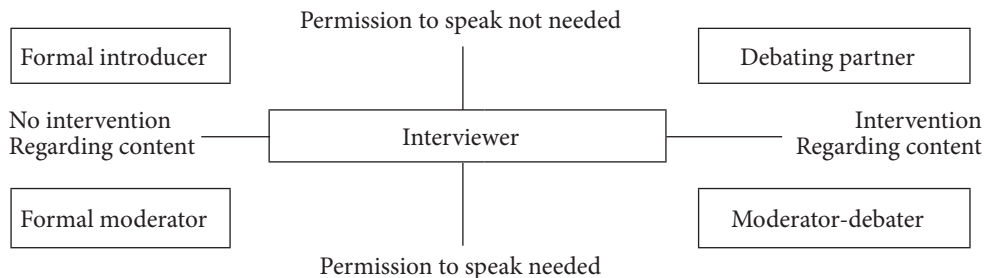 Permission to speak not needed
Formal introducer
Debating partner
No intervention
Regarding content
Interviewer
Intervention
Regarding content
Formal moderator
Moderator-debater
Permission to speak needed